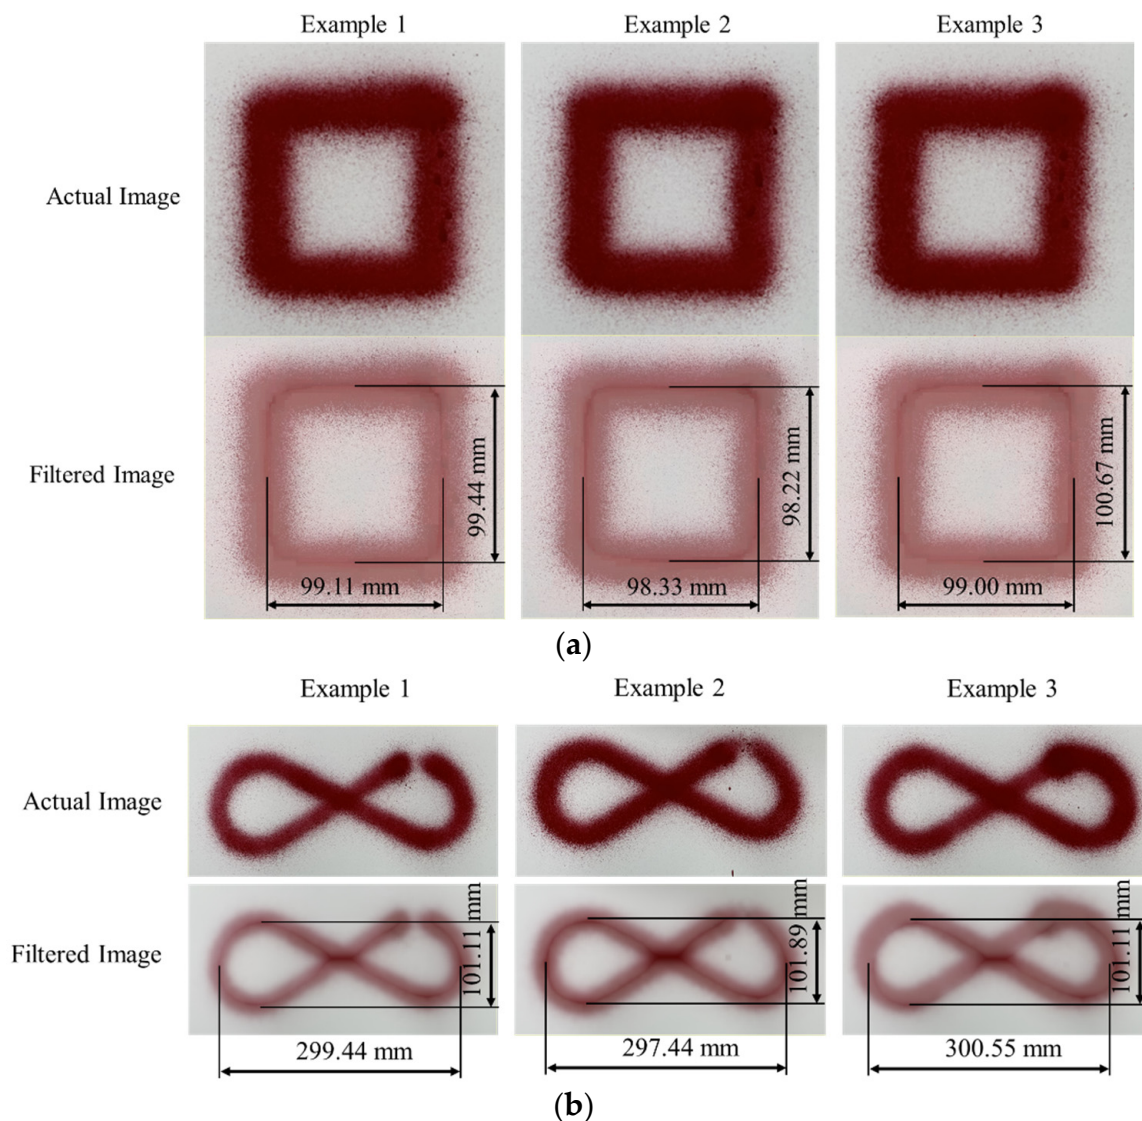 Example 1 Example 2 Example 3
Actual Image
Filtered Image
99.44 mm
98.22 mm
100.67 mm
99.11 mm
98.33 mm
99.00 mm
(a)
Example 1 Example 2 Example 3
Actual Image
Filtered Image
101.11 mm
101.89 mm
101.11 mm
299.44 mm
297.44 mm
300.55 mm
(b)